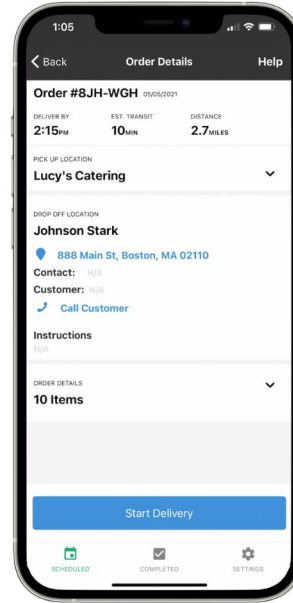 1:05
Back Order Details Help
Order #8JH-WGH 05/05/2021
DELIVER BY EST. TRANSIT DISTANCE
2:15PM 10MIN 2.7MILES
PICK UP LOCATION
Lucy's Catering
DROP OFF LOCATION
Johnson Stark
888 Main St, Boston, MA 02110
Contact: N/A
Customer: N/A
Call Customer
Instructions
N/A
ORDER DETAILS
10 Items
Start Delivery
SCHEDULED COMPLETED SETTINGS